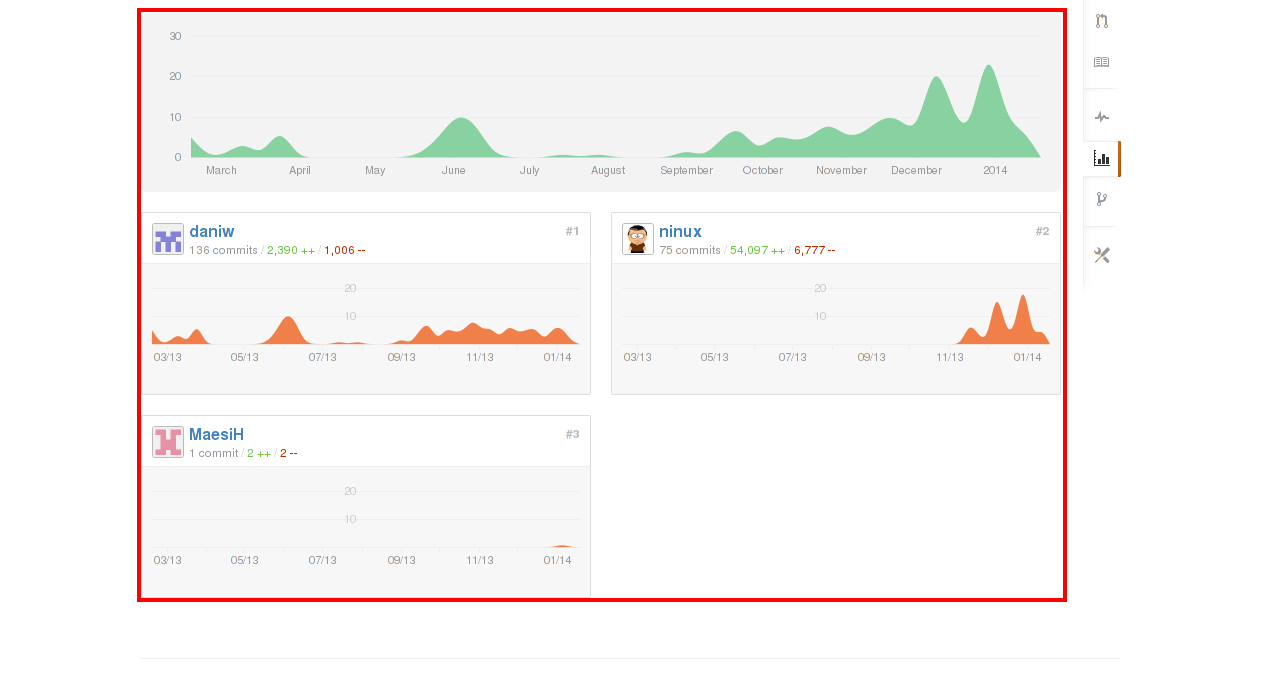 30
20
10
0
March April May June July August September October November December 2014
daniw #1
136 commits / 2,390 ++ / 1,006 --
20
10
03/13 05/13 07/13 09/13 11/13 01/14
ninux #2
75 commits / 54,097 ++ / 6,777 --
20
10
03/13 05/13 07/13 09/13 11/13 01/14
MaesiH #3
1 commit / 2 ++ / 2 --
20
10
03/13 05/13 07/13 09/13 11/13 01/14